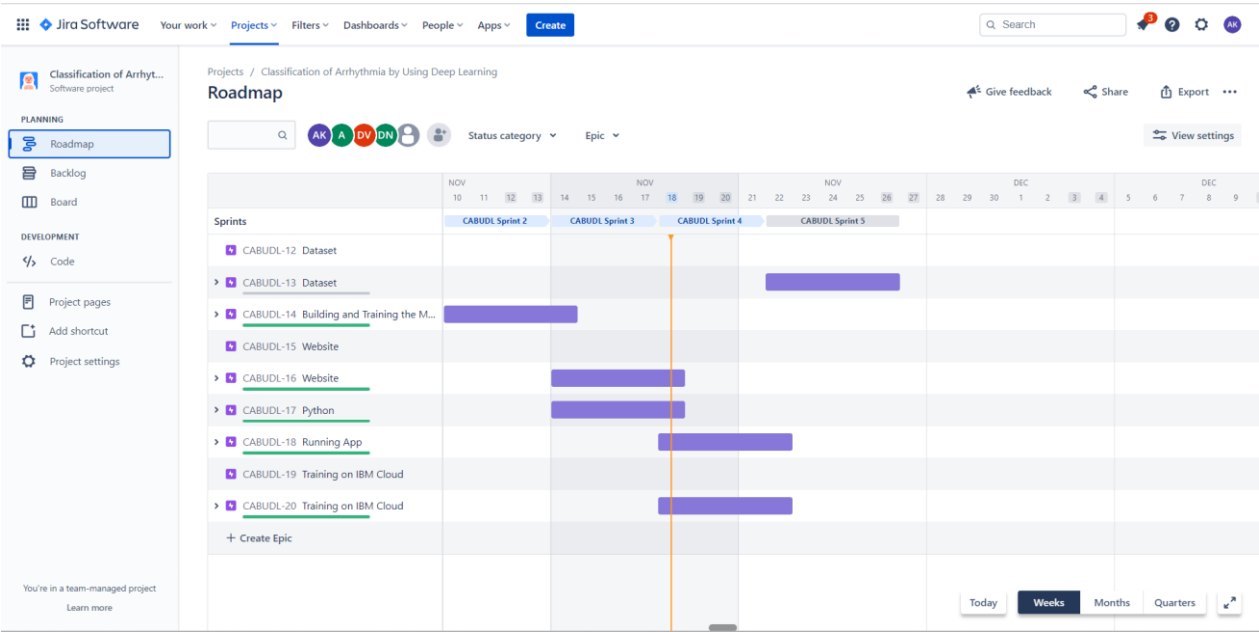 Jira Software Your work Projects Filters Dashboards People Apps Create Search 3 AK
Classification of Arrhyt...
Software project
PLANNING
Roadmap
Backlog
Board
DEVELOPMENT
Code
Project pages
Add shortcut
Project settings
You're in a team-managed project
Learn more
Projects / Classification of Arrhythmia by Using Deep Learning
Roadmap
Give feedback Share Export
AK A DV DN Status category Epic View settings
NOV NOV NOV DEC DEC
10 11 12 13 14 15 16 17 18 19 20 21 22 23 24 25 26 27 28 29 30 1 2 3 4 5 6 7 8 9
Sprints CABUDL Sprint 2 CABUDL Sprint 3 CABUDL Sprint 4 CABUDL Sprint 5
CABUDL-12 Dataset
CABUDL-13 Dataset
CABUDL-14 Building and Training the M...
CABUDL-15 Website
CABUDL-16 Website
CABUDL-17 Python
CABUDL-18 Running App
CABUDL-19 Training on IBM Cloud
CABUDL-20 Training on IBM Cloud
+ Create Epic
Today Weeks Months Quarters